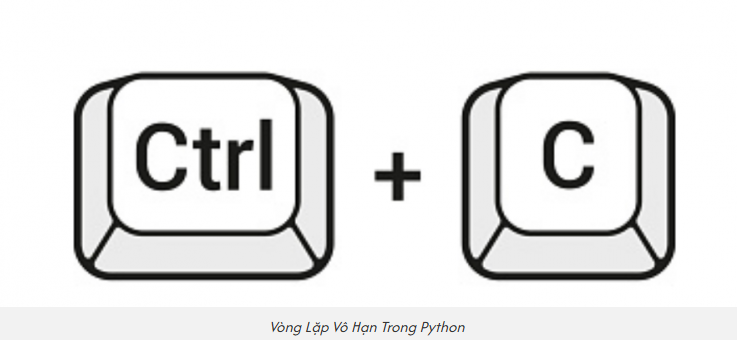 Ctrl + C
Vòng Lặp Vô Hạn Trong Python